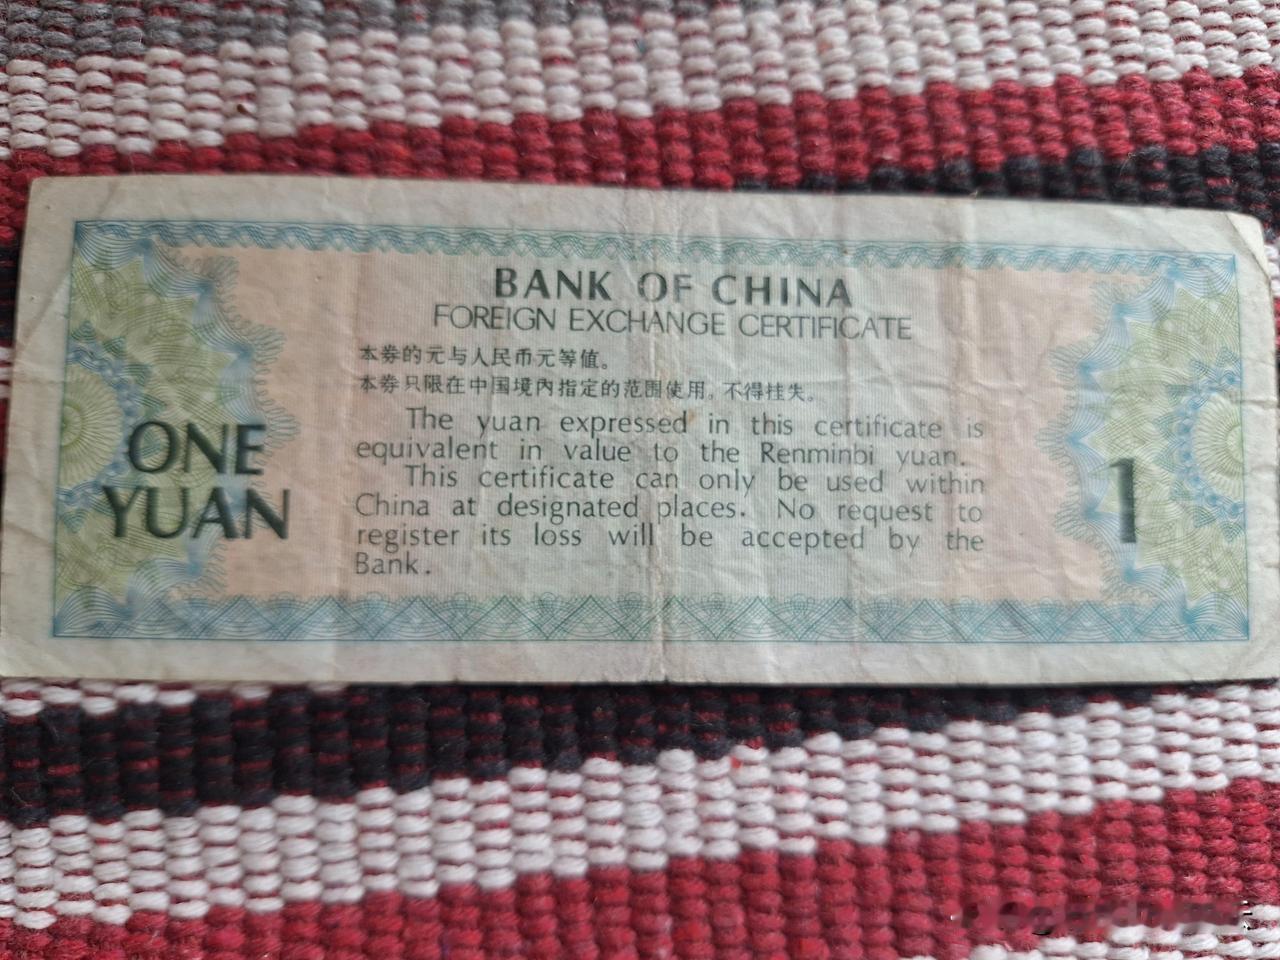 BANK OF CHINA
FOREIGN EXCHANGE CERTIFICATE
本券的元与人民币元等值。
本券只限在中国境内指定的范围使用，不得挂失。
The yuan expressed in this certificate is
equivalent in value to the Renminbi yuan.
This certificate can only be used within
China at designated places. No request to
register its loss will be accepted by the
Bank.
ONE
YUAN
1